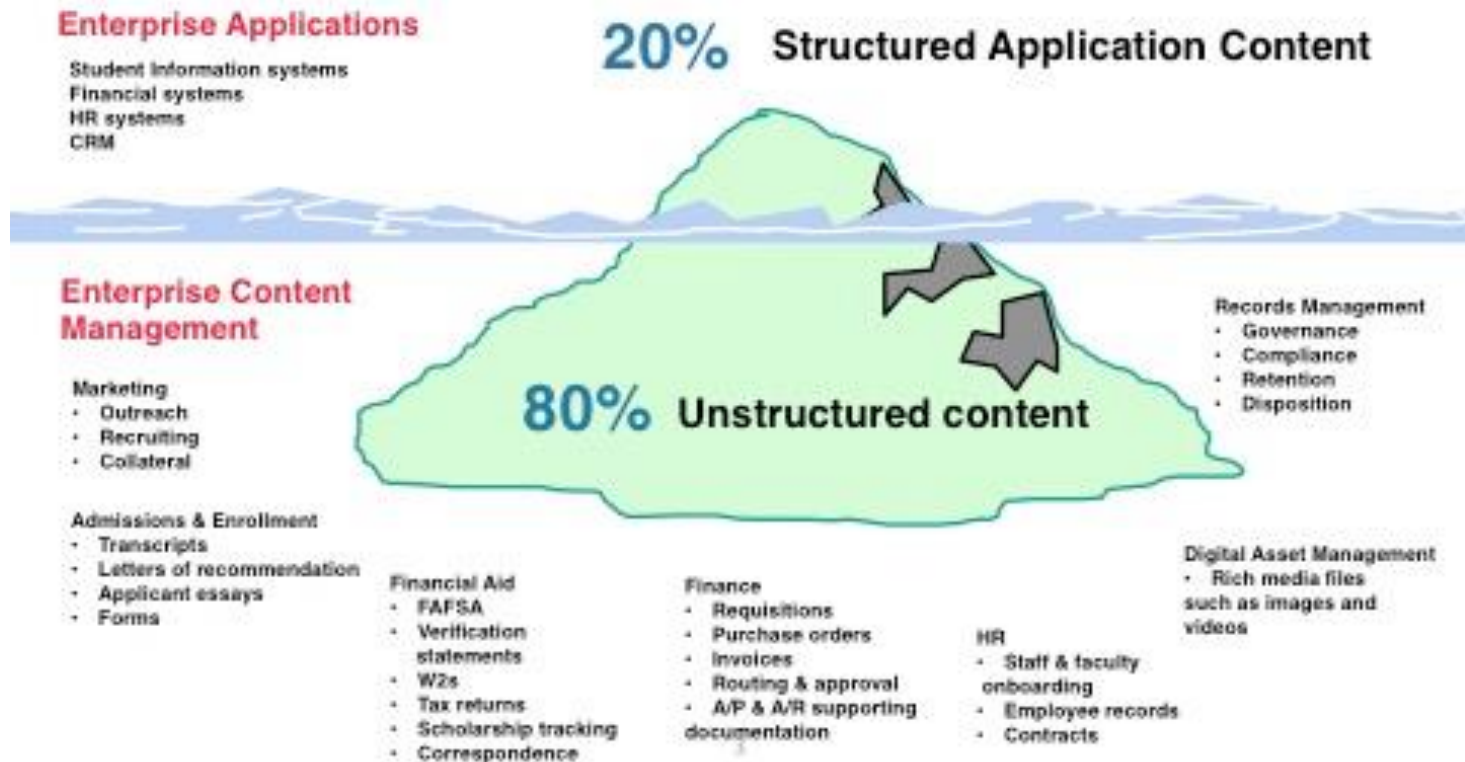 Enterprise Applications
Student Information systems
Financial systems
HR systems
CRM
20% Structured Application Content
Enterprise Content
Management
Marketing
• Outreach
• Recruiting
• Collateral
Admissions & Enrollment
• Transcripts
• Letters of recommendation
• Applicant essays
• Forms
80% Unstructured content
Records Management
• Governance
• Compliance
• Retention
• Disposition
Financial Aid
• FAFSA
• Verification
statements
• W2s
• Tax returns
• Scholarship tracking
• Correspondence
Finance
• Requisitions
• Purchase orders
• Invoices
• Routing & approval
• A/P & A/R supporting
documentation
HR
• Staff & faculty
onboarding
• Employee records
• Contracts
Digital Asset Management
• Rich media files
such as images and
videos